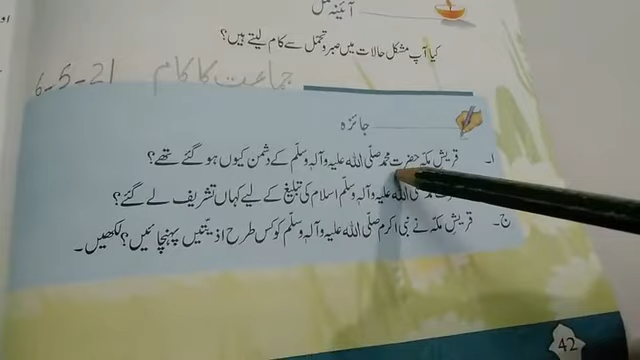 آئینہ عمل
کیا آپ مشکل حالات میں صبر و تحمل سے کام لیتے ہیں؟
جماعت کا کام 6-5-21
جائزہ
ا۔ قریش مکہ حضرت محمد صلی اللہ علیہ وآلہ وسلم کے دشمن کیوں ہو گئے تھے؟
اللہ علیہ وآلہ وسلم اسلام کی تبلیغ کے لیے کہاں تشریف لے گئے؟
ج۔ قریش مکہ نے نبی اکرم صلی اللہ علیہ وآلہ وسلم کو کس طرح اذیتیں پہنچائیں؟ لکھیں۔
42